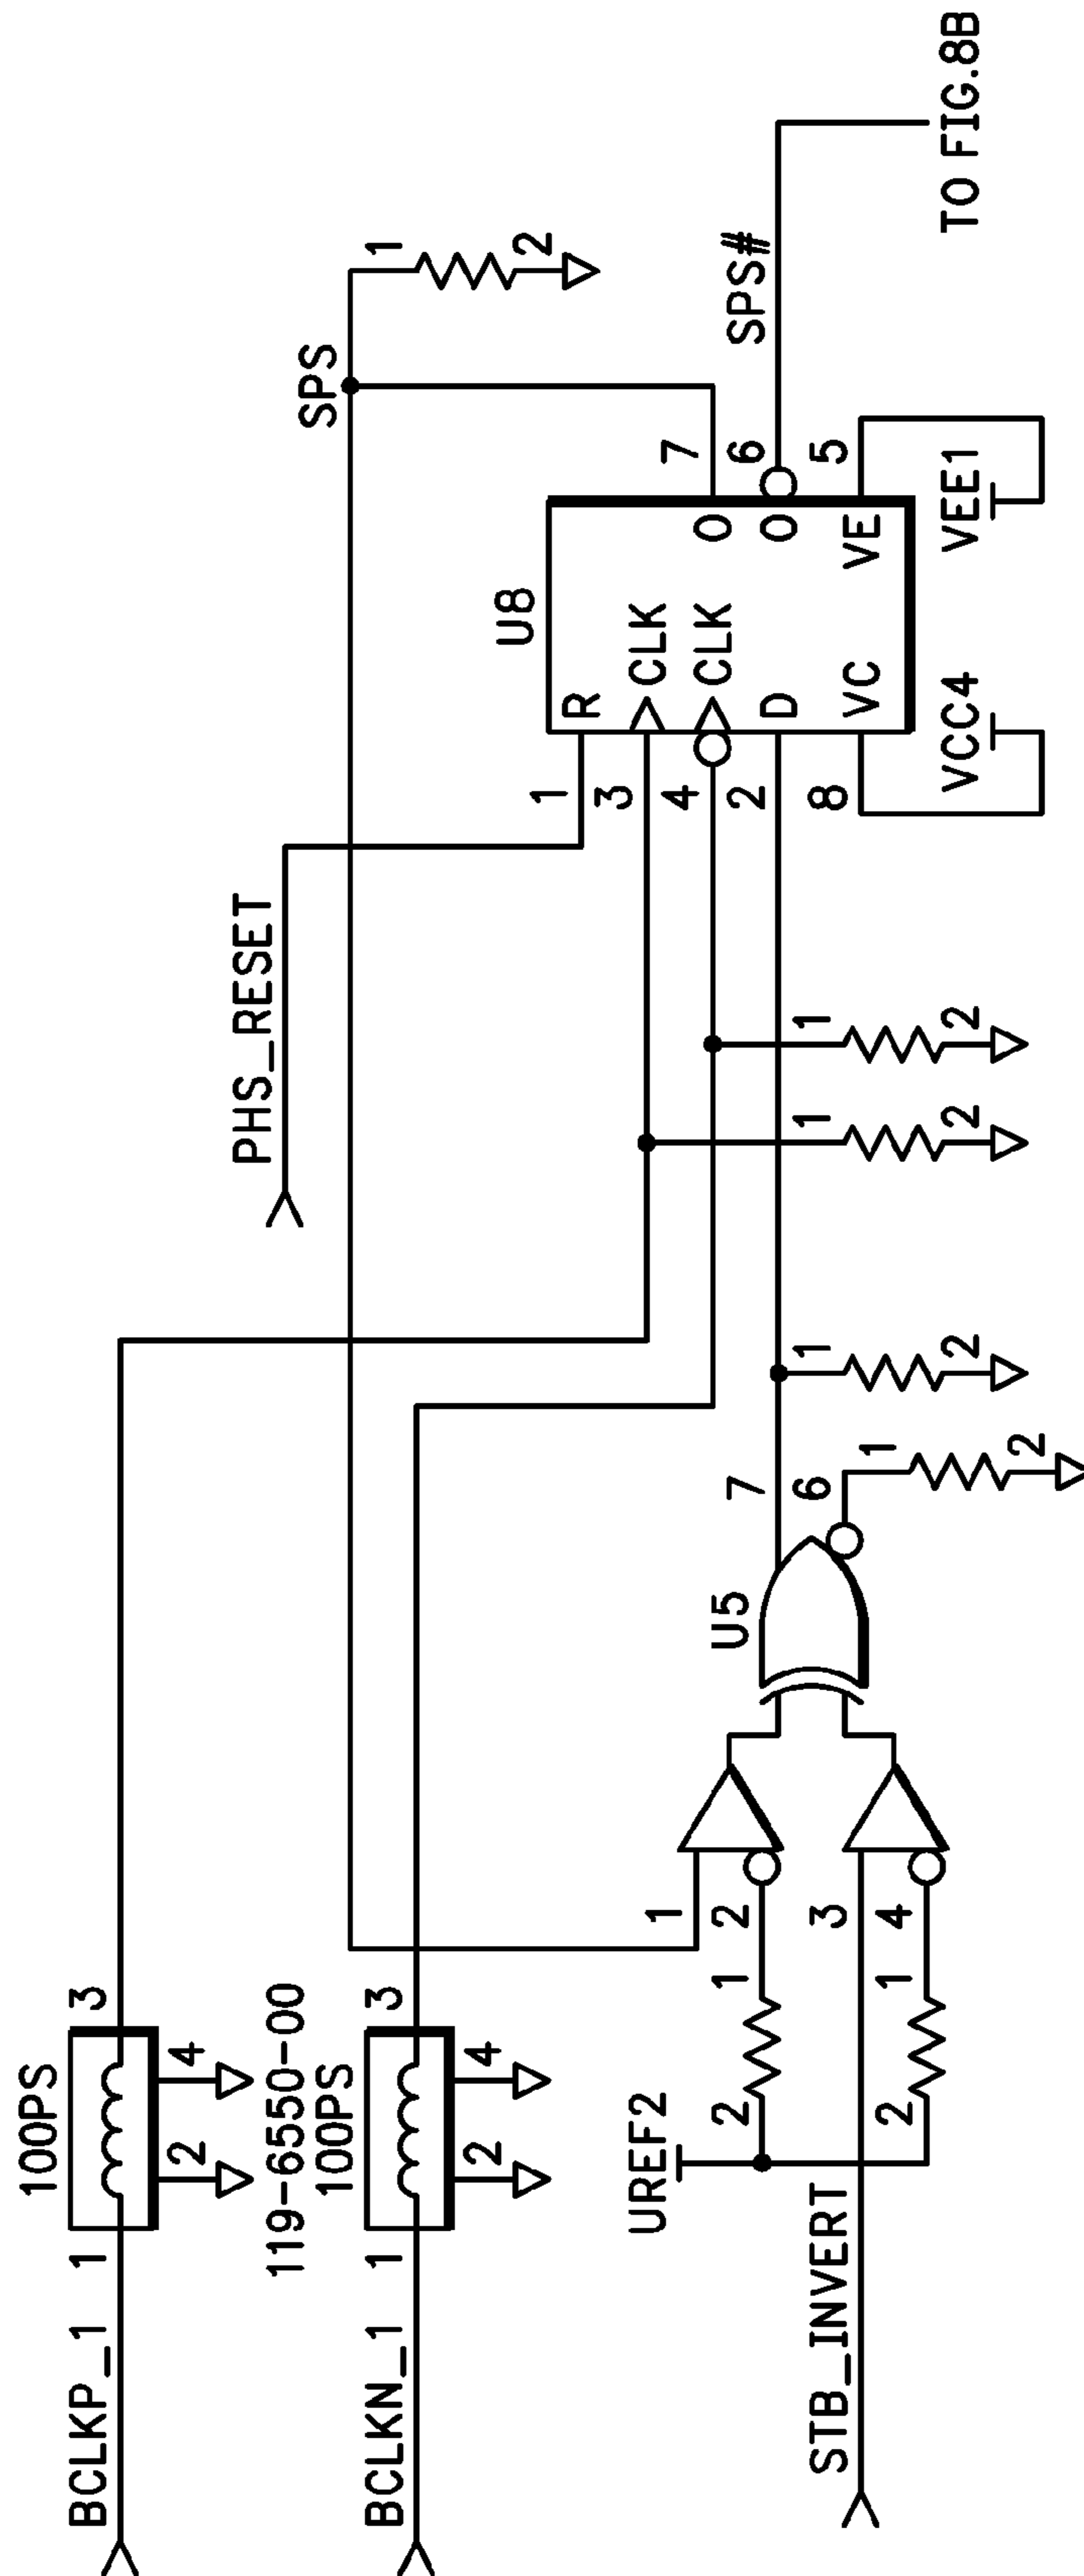 100PS
BCLKP_1
1
3
2
4
119-6550-00
100PS
BCLKN_1
1
3
2
4
PHS_RESET
SPS
1
2
UREF2
2
1
2
1
STB_INVERT
1
2
3
4
U5
7
6
1
2
1
2
1
2
1
2
U8
1
R
3
CLK
4
CLK
2
D
8
VC
O
7
O
6
VE
5
VCC4
VEE1
SPS#
TO FIG.8B